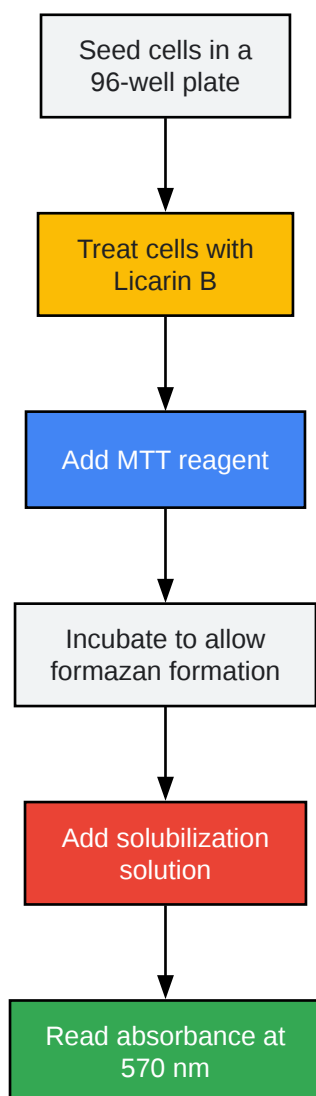 Seed cells in a
96-well plate
Treat cells with
Licarin B
Add MTT reagent
Incubate to allow
formazan formation
Add solubilization
solution
Read absorbance at
570 nm